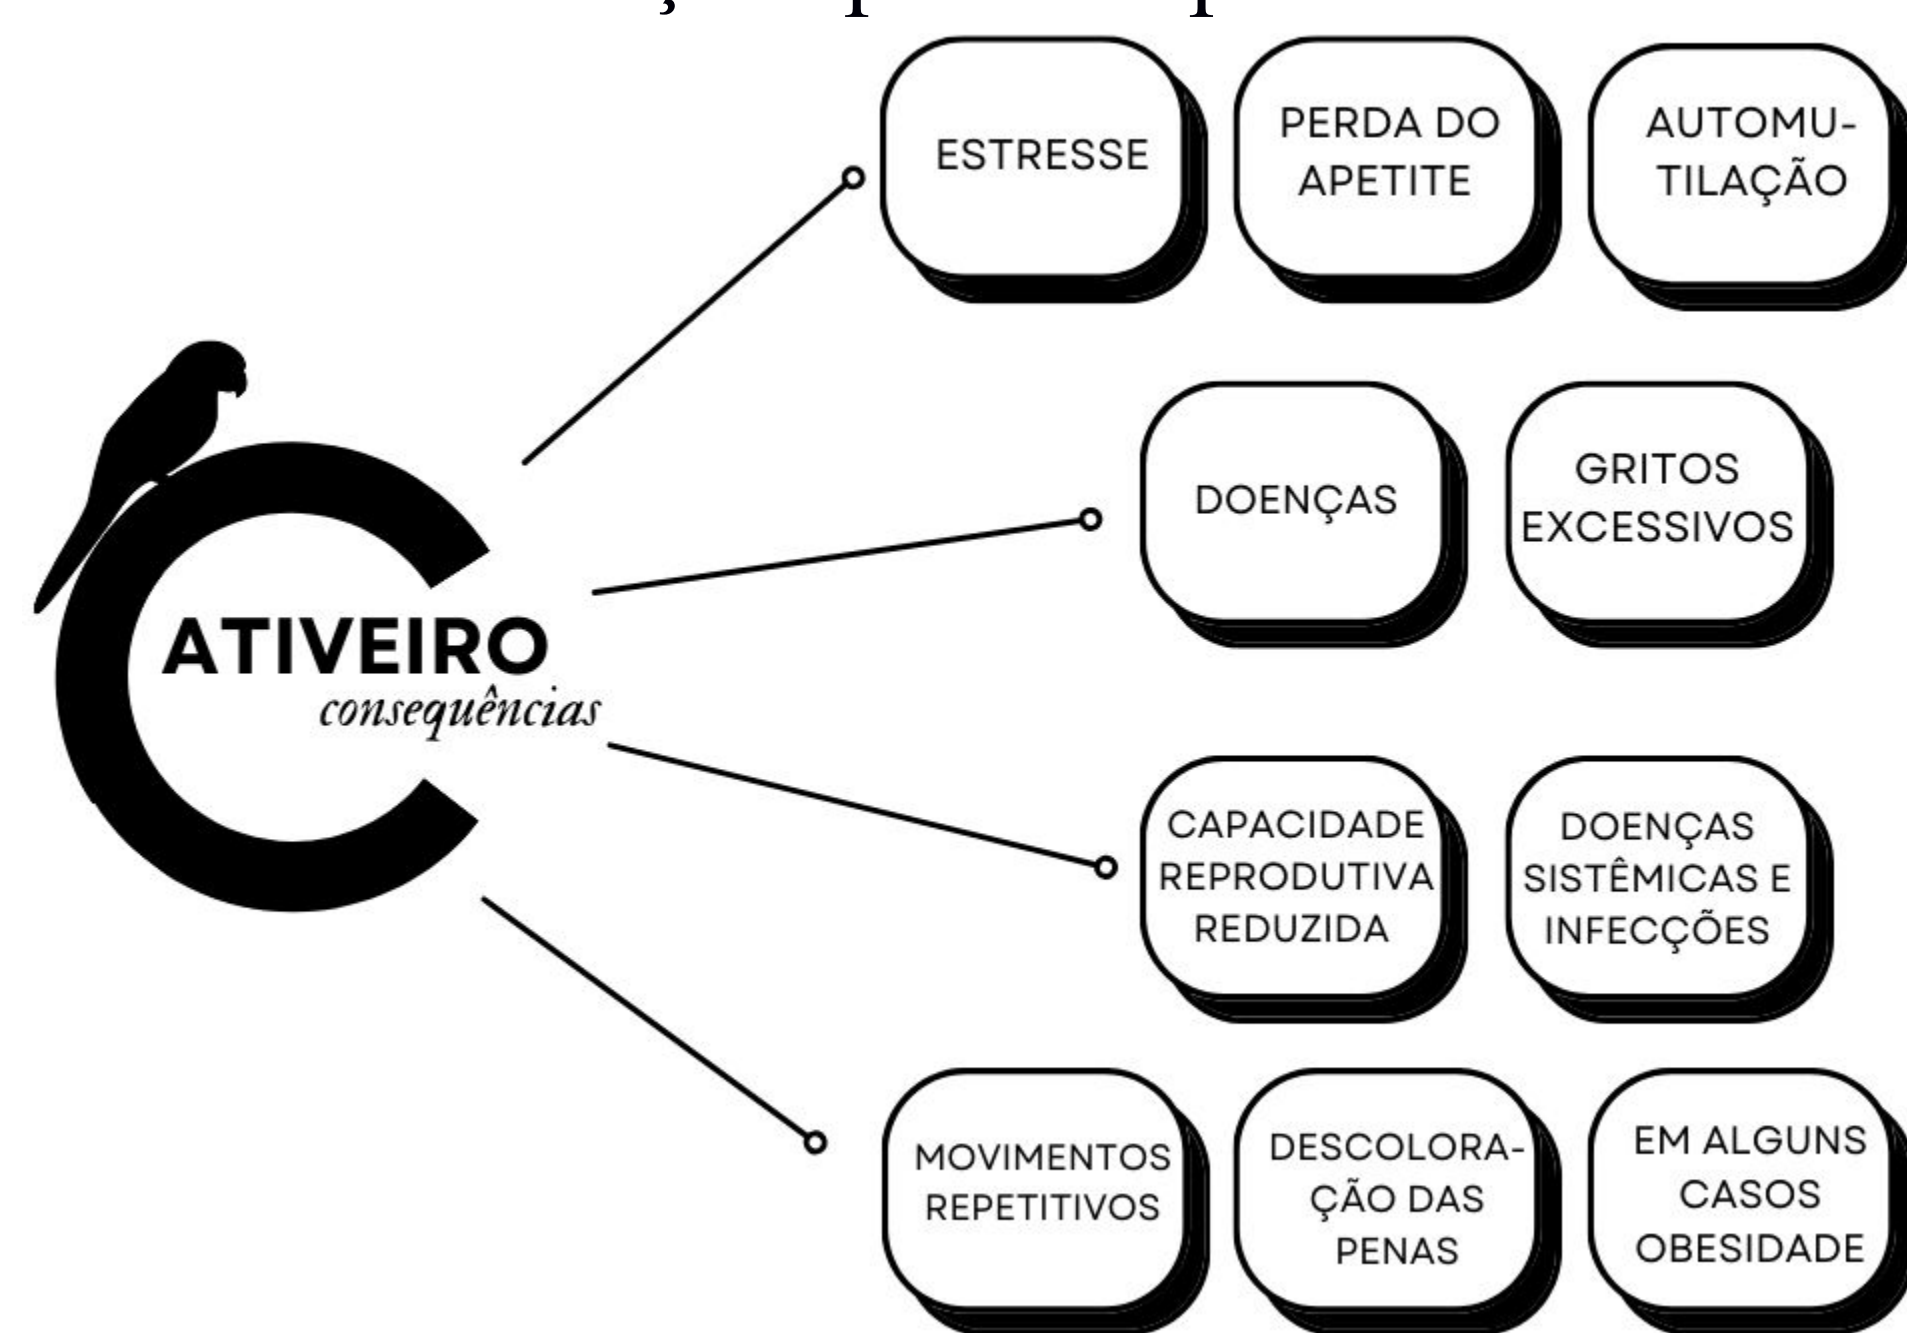 ESTRESSE
PERDA DO
APETITE
AUTOMU-
TILAÇÃO
DOENÇAS
GRITOS
EXCESSIVOS
CATIVEIRO
consequências
CAPACIDADE
REPRODUTIVA
REDUZIDA
DOENÇAS
SISTÊMICAS E
INFECÇÕES
MOVIMENTOS
REPETITIVOS
DESCOLORA-
ÇÃO DAS
PENAS
EM ALGUNS
CASOS
OBESIDADE